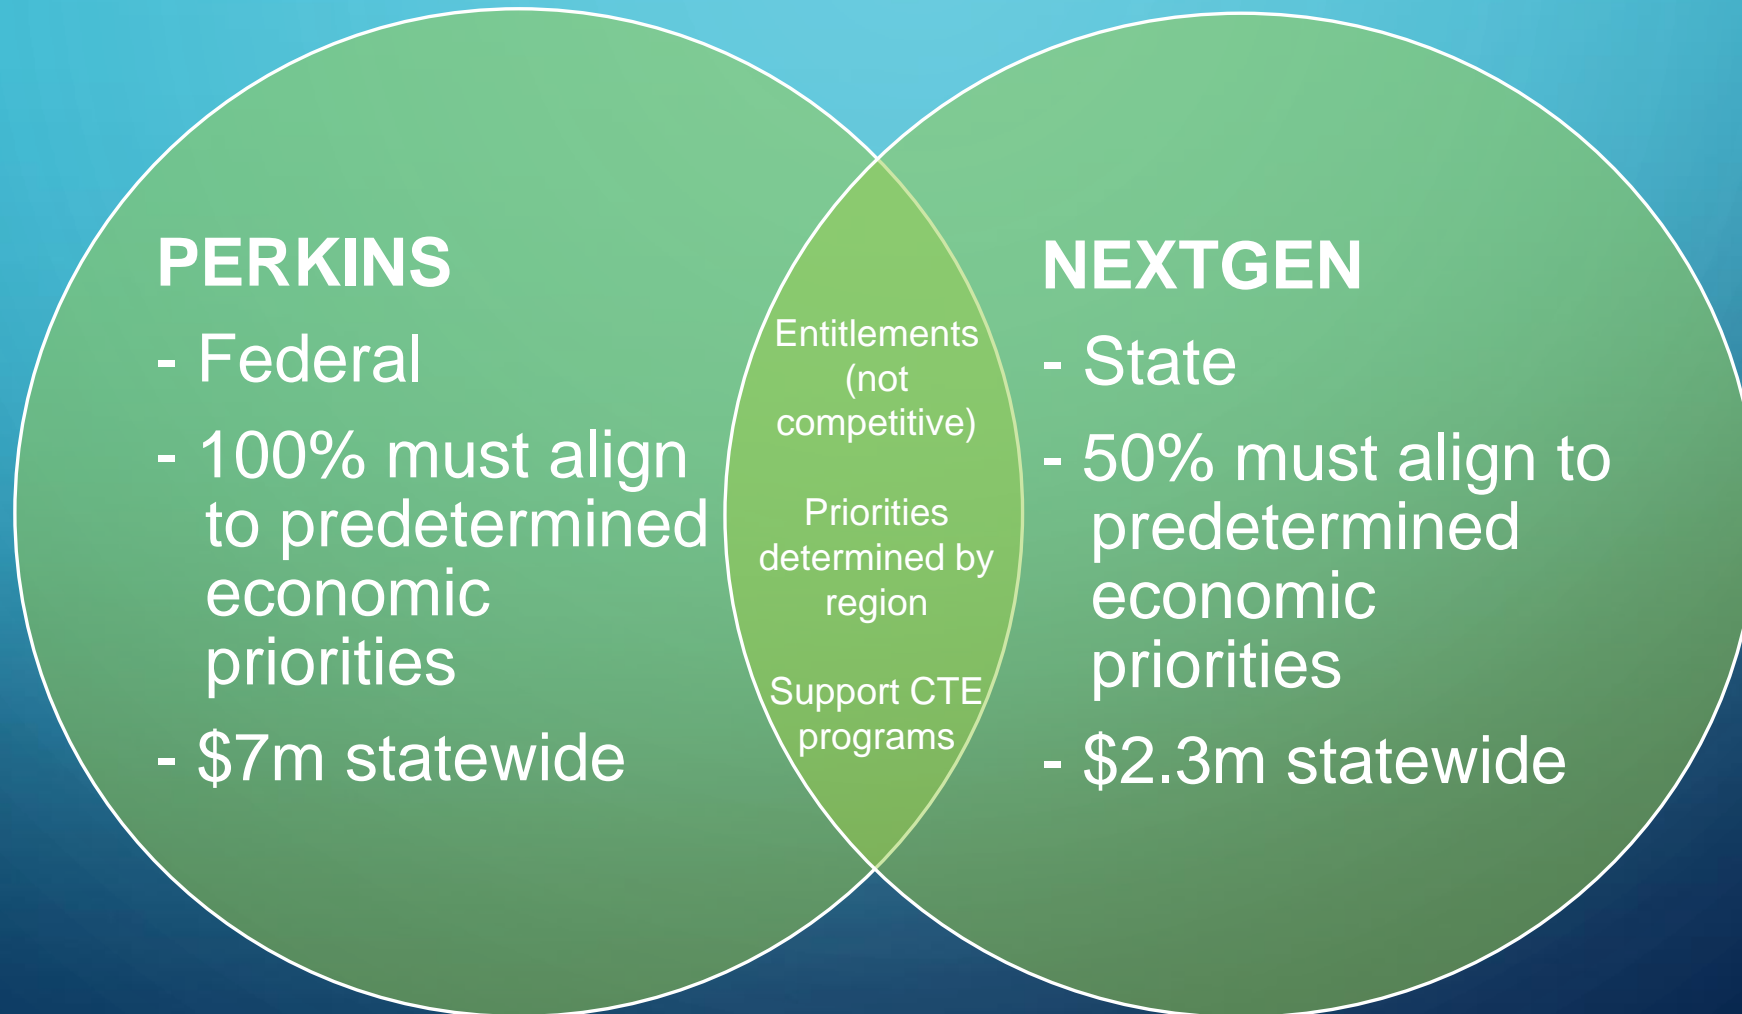 PERKINS
- Federal
- 100% must align
to predetermined
economic
priorities
- $7m statewide
Entitlements
(not
competitive)
Priorities
determined by
region
Support CTE
programs
NEXTGEN
- State
- 50% must align to
predetermined
economic
priorities
- $2.3m statewide